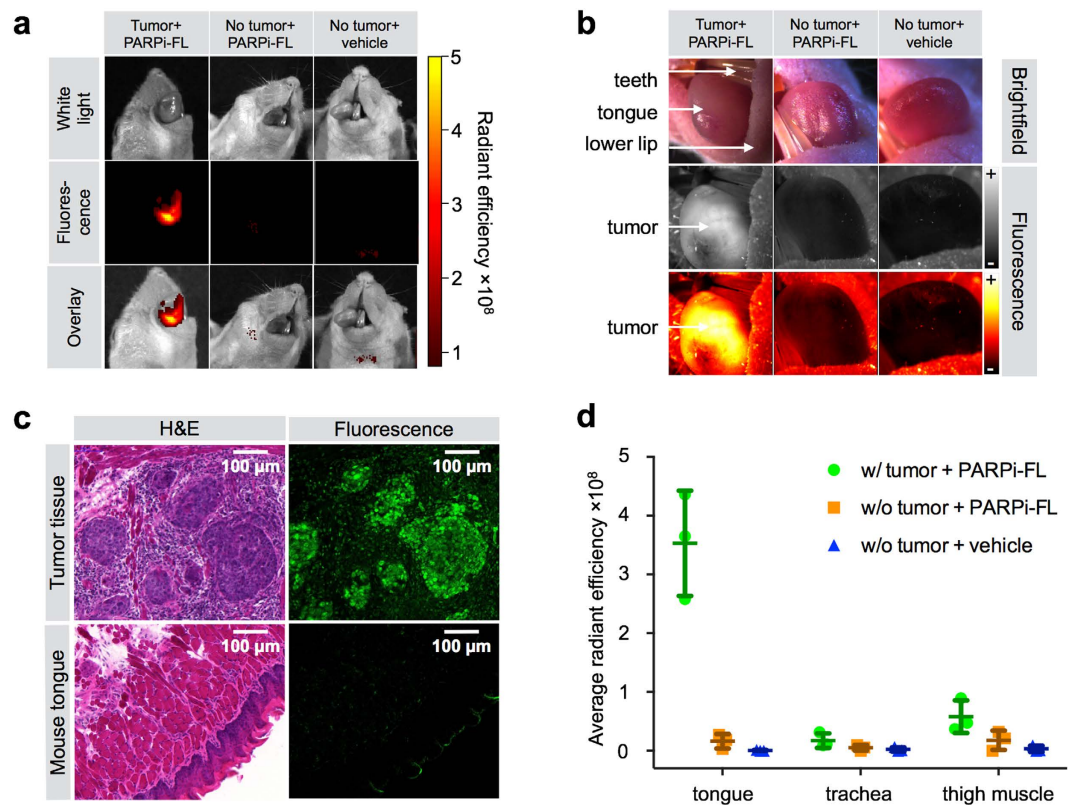 a
Tumor+
PARPi-FL
No tumor+
PARPi-FL
No tumor+
vehicle
White
light
Fluores-
cence
Overlay
5
4
3
2
1
Radiant efficiency ×10⁸
b
Tumor+
PARPi-FL
No tumor+
PARPi-FL
No tumor+
vehicle
teeth
tongue
lower lip
tumor
tumor
Brightfield
Fluorescence
+
-
+
-
c
H&E
Fluorescence
Tumor tissue
Mouse tongue
100 µm
100 µm
100 µm
100 µm
d
Average radiant efficiency ×10⁸
5
4
3
2
1
0
w/ tumor + PARPi-FL
w/o tumor + PARPi-FL
w/o tumor + vehicle
tongue
trachea
thigh muscle